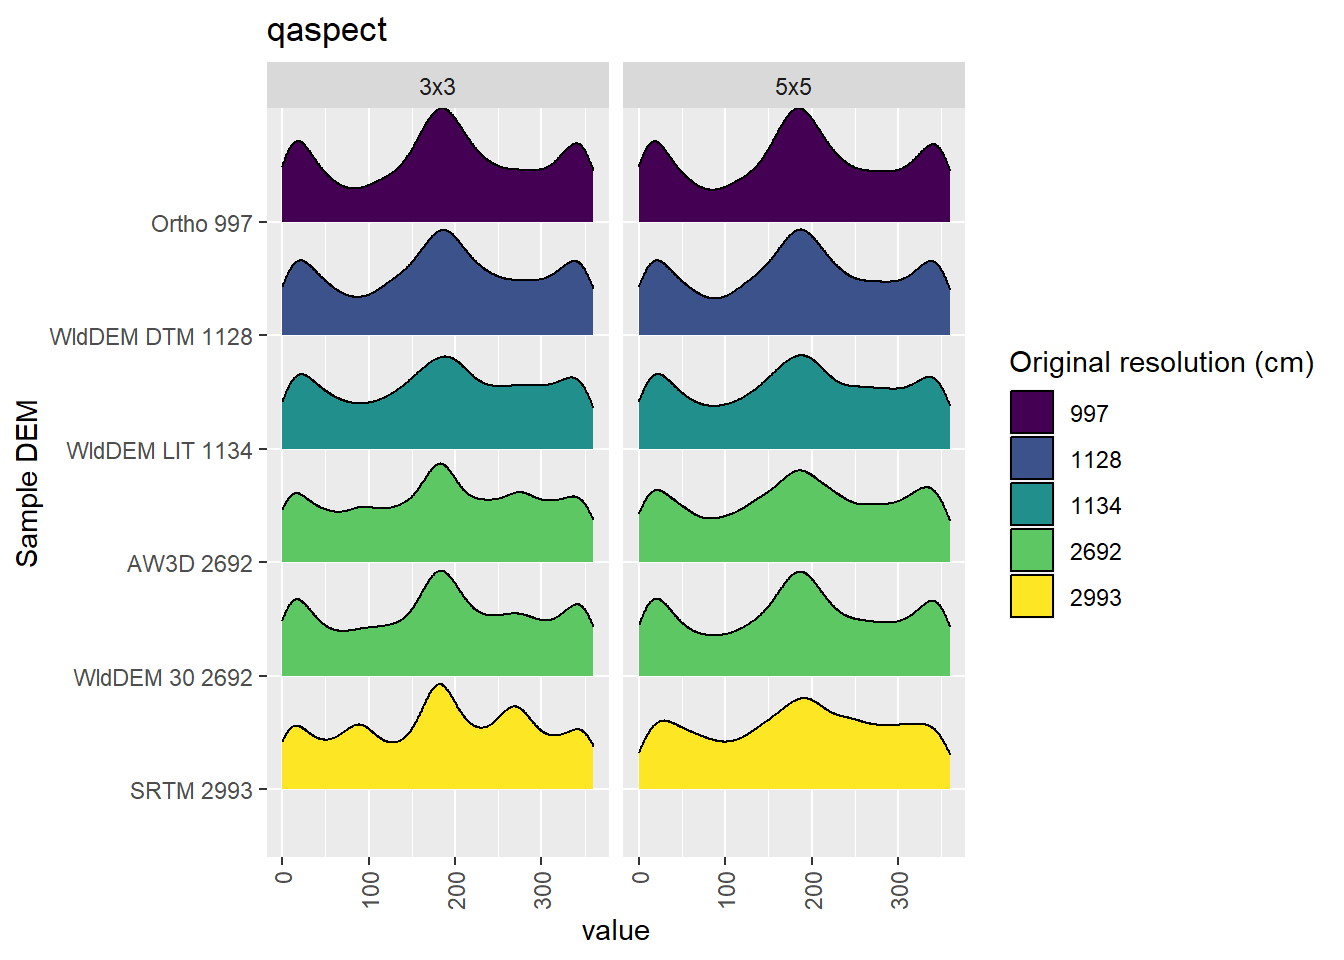 qaspect
3x3
5x5
Ortho 997
WldDEM DTM 1128
WldDEM LIT 1134
AW3D 2692
WldDEM 30 2692
SRTM 2993
Sample DEM
0
100
200
300
0
100
200
300
value
Original resolution (cm)
997
1128
1134
2692
2993